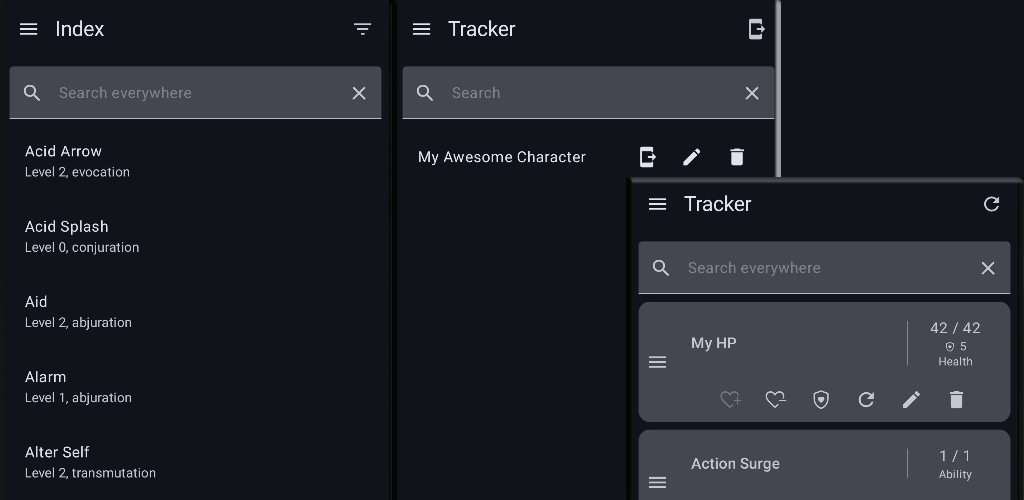 Index
Search everywhere
Acid Arrow
Level 2, evocation
Acid Splash
Level 0, conjuration
Aid
Level 2, abjuration
Alarm
Level 1, abjuration
Alter Self
Level 2, transmutation
Tracker
Search
My Awesome Character
Tracker
Search everywhere
My HP
42 / 42
5
Health
Action Surge
1 / 1
Ability